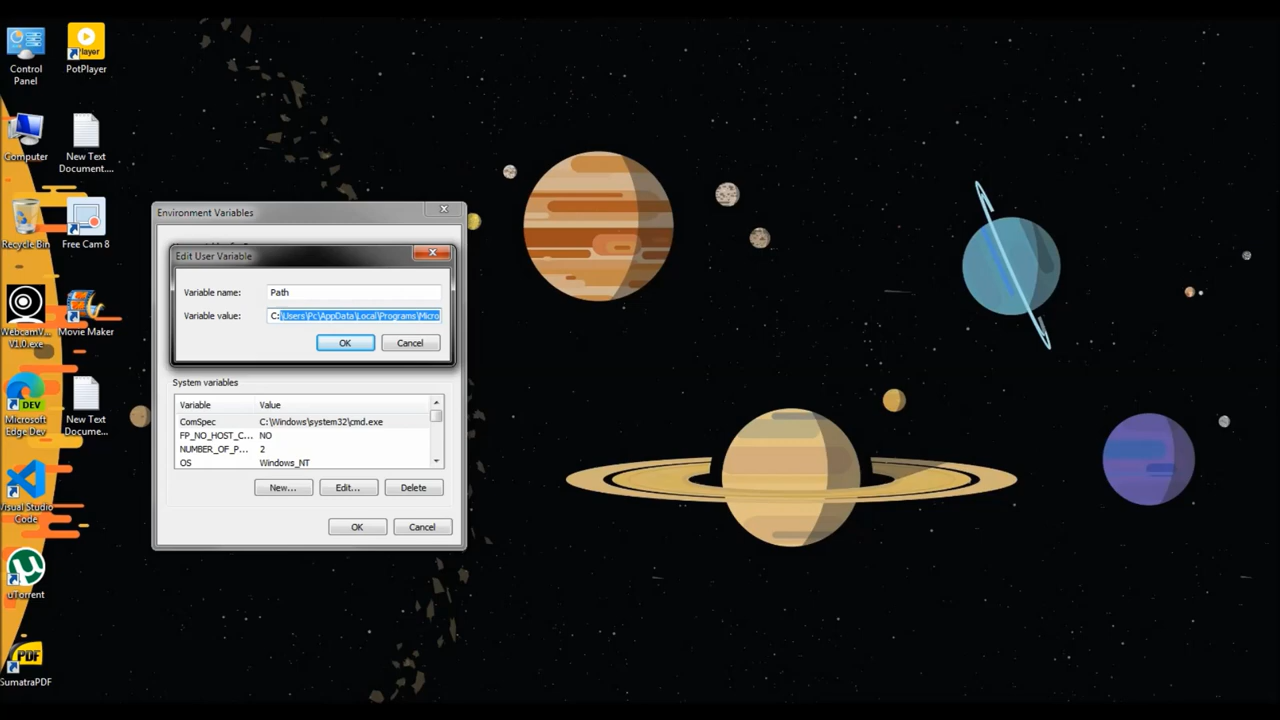 Control
Panel
PotPlayer
Player
Computer
New Text
Document....
Recycle Bin
Free Cam 8
WebcamV...
V1.0.exe
Movie Maker
DEV
Microsoft
Edge Dev
New Text
Docume...
Visual Studio
Code
uTorrent
PDF
SumatraPDF
Environment Variables
Edit User Variable
Variable name:
Path
Variable value:
C:\Users\Pc\AppData\Local\Programs\Micro
OK
Cancel
System variables
Variable
Value
ComSpec
C:\Windows\system32\cmd.exe
FP_NO_HOST_C...
NO
NUMBER_OF_P...
2
OS
Windows_NT
New...
Edit...
Delete
OK
Cancel